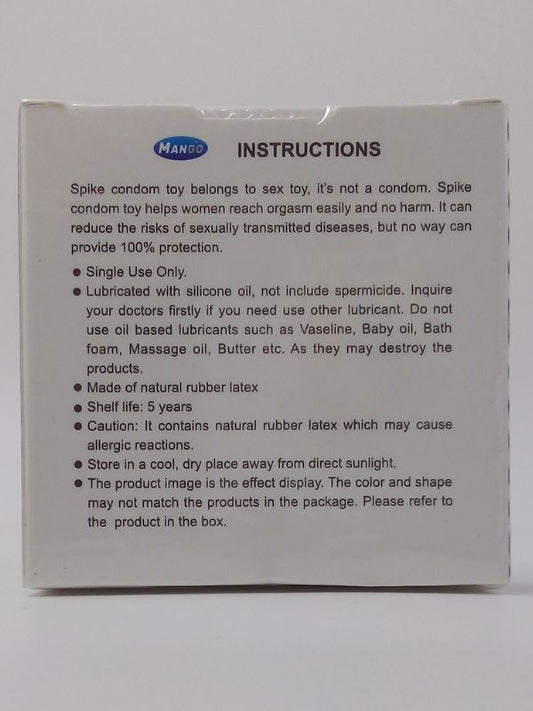 MANGO INSTRUCTIONS
Spike condom toy belongs to sex toy, it's not a condom. Spike
condom toy helps women reach orgasm easily and no harm. It can
reduce the risks of sexually transmitted diseases, but no way can
provide 100% protection.
● Single Use Only.
● Lubricated with silicone oil, not include spermicide. Inquire
your doctors firstly if you need use other lubricant. Do not
use oil based lubricants such as Vaseline, Baby oil, Bath
foam, Massage oil, Butter etc. As they may destroy the
products.
● Made of natural rubber latex
● Shelf life: 5 years
● Caution: It contains natural rubber latex which may cause
allergic reactions.
● Store in a cool, dry place away from direct sunlight.
● The product image is the effect display. The color and shape
may not match the products in the package. Please refer to
the product in the box.